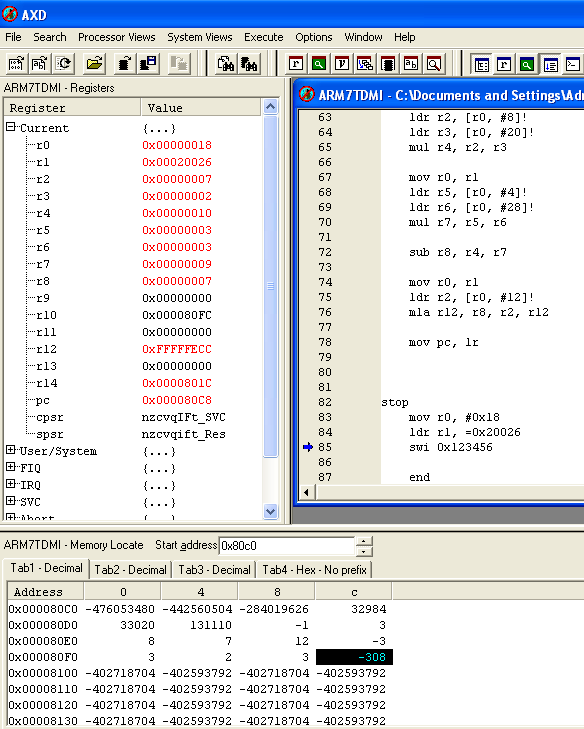 AXD
File Search Processor Views System Views Execute Options Window Help
ARM7TDMI - Registers
Register Value
Current {...}
r0 0x00000018
r1 0x00020026
r2 0x00000007
r3 0x00000002
r4 0x00000010
r5 0x00000003
r6 0x00000003
r7 0x00000009
r8 0x00000007
r9 0x00000000
r10 0x000080FC
r11 0x00000000
r12 0xFFFFFECC
r13 0x00000000
r14 0x0000801C
pc 0x000080C8
cpsr nzcvqIFt_SVC
spsr nzcvqift_Res
User/System {...}
FIQ {...}
IRQ {...}
SVC {...}
Abort {...}
ARM7TDMI - C:\Documents and Settings\Adm
63 ldr r2, [r0, #8]!
64 ldr r3, [r0, #20]!
65 mul r4, r2, r3
66
67 mov r0, r1
68 ldr r5, [r0, #4]!
69 ldr r6, [r0, #28]!
70 mul r7, r5, r6
71
72 sub r8, r4, r7
73
74 mov r0, r1
75 ldr r2, [r0, #12]!
76 mla r12, r8, r2, r12
77
78 mov pc, lr
79
80
81
82 stop
83 mov r0, #0x18
84 ldr r1, =0x20026
85 swi 0x123456
86
87 end
ARM7TDMI - Memory Locate Start address 0x80c0
Tab1 - Decimal Tab2 - Decimal Tab3 - Decimal Tab4 - Hex - No prefix
Address 0 4 8 c
0x000080C0 -476053480 -442560504 -284019626 32984
0x000080D0 33020 131110 -1 3
0x000080E0 8 7 12 -3
0x000080F0 3 2 3 -308
0x00008100 -402718704 -402593792 -402718704 -402593792
0x00008110 -402718704 -402593792 -402718704 -402593792
0x00008120 -402718704 -402593792 -402718704 -402593792
0x00008130 -402718704 -402593792 -402718704 -402593792